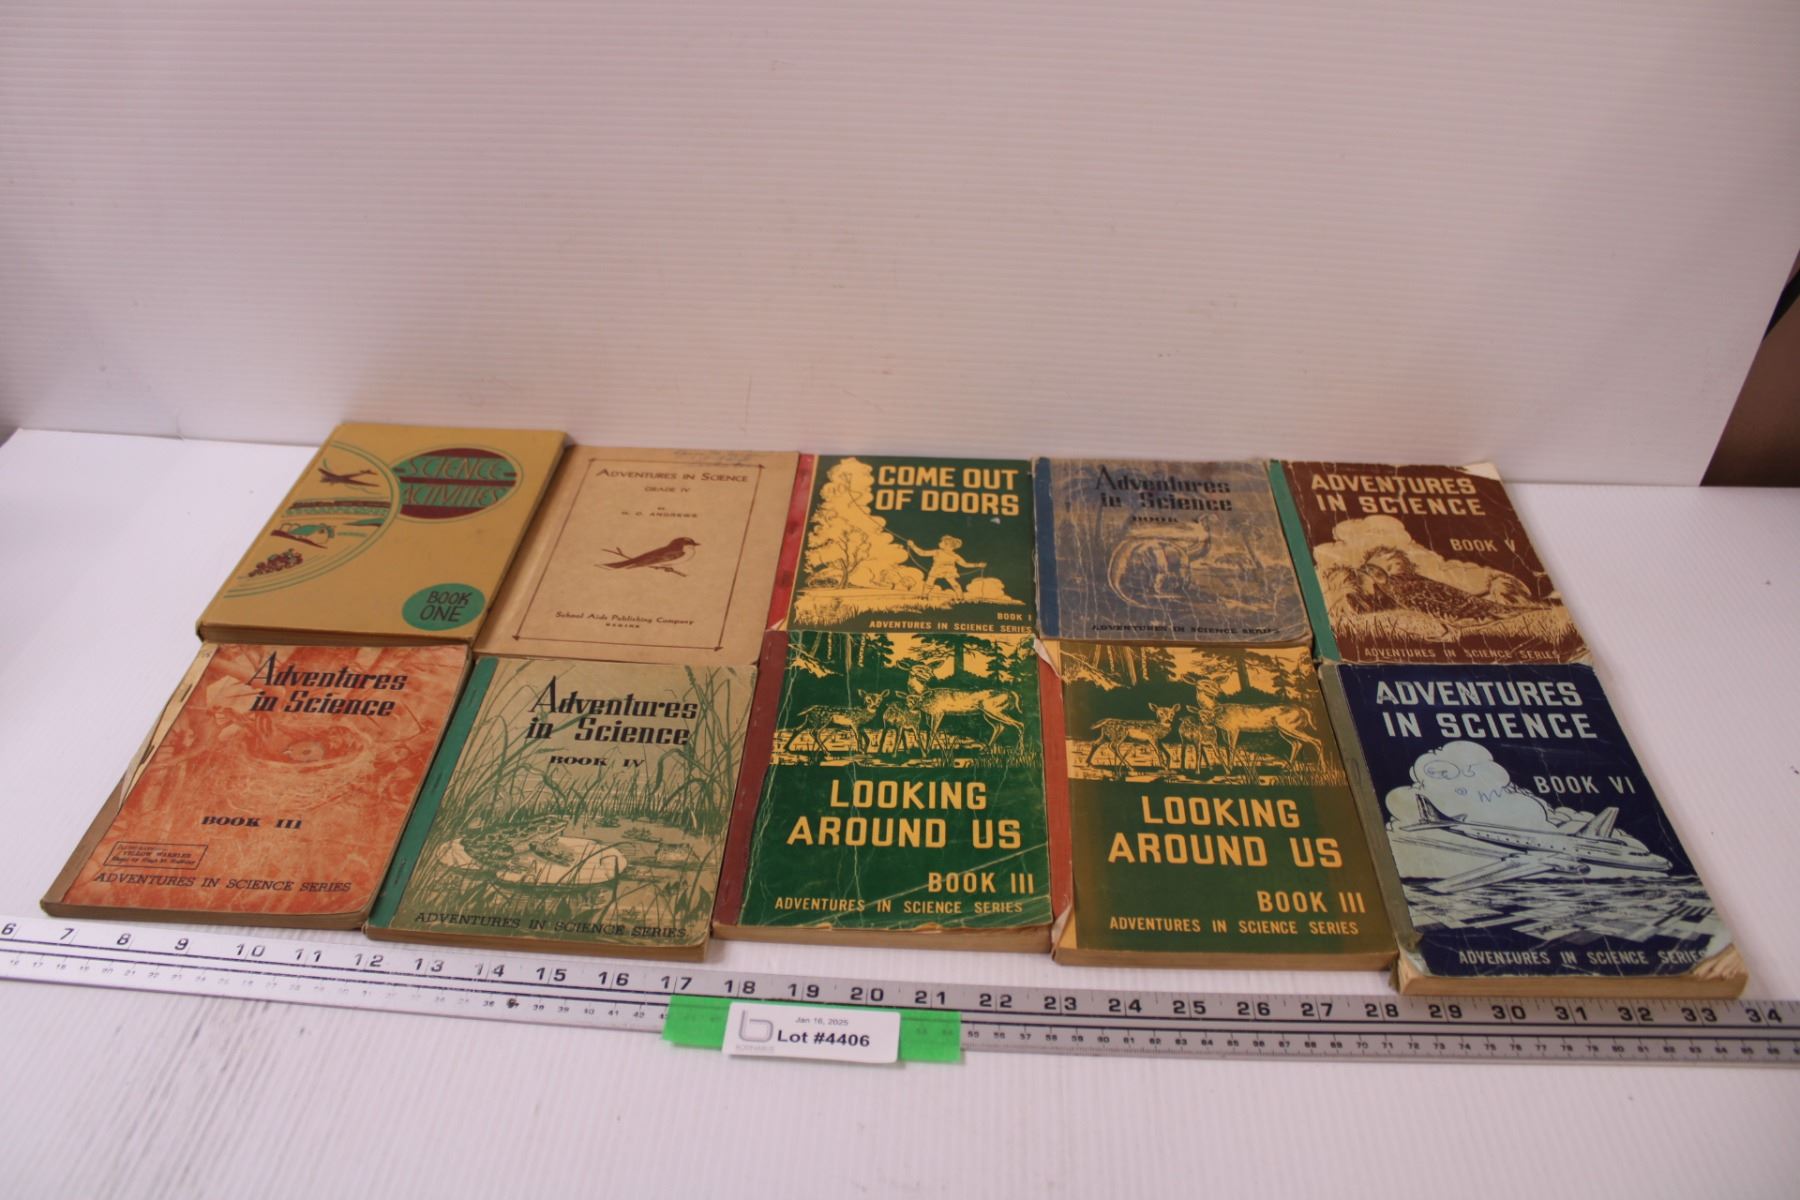 SCIENCE
ACTIVITIES
BOOK
ONE
ADVENTURES IN SCIENCE
GRADE IV
BY
H. D. ANDREWS
School Aids Publishing Company
REGINA
COME OUT
OF DOORS
BOOK I
ADVENTURES IN SCIENCE SERIES
Adventures
in Science
BOOK
ADVENTURES IN SCIENCE SERIES
ADVENTURES
IN SCIENCE
BOOK V
ADVENTURES IN SCIENCE SERIES
Adventures
in Science
BOOK III
YELLOW WARBLER
ADVENTURES IN SCIENCE SERIES
Adventures
in Science
BOOK IV
ADVENTURES IN SCIENCE SERIES
LOOKING
AROUND US
BOOK III
ADVENTURES IN SCIENCE SERIES
LOOKING
AROUND US
BOOK III
ADVENTURES IN SCIENCE SERIES
ADVENTURES
IN SCIENCE
BOOK VI
ADVENTURES IN SCIENCE SERIES
6 7 8 9 10 11 12 13 14 15 16 17 18 19 20 21 22 23 24 25 26 27 28 29 30 31 32 33 34
Jan 16, 2025
Lot #4406